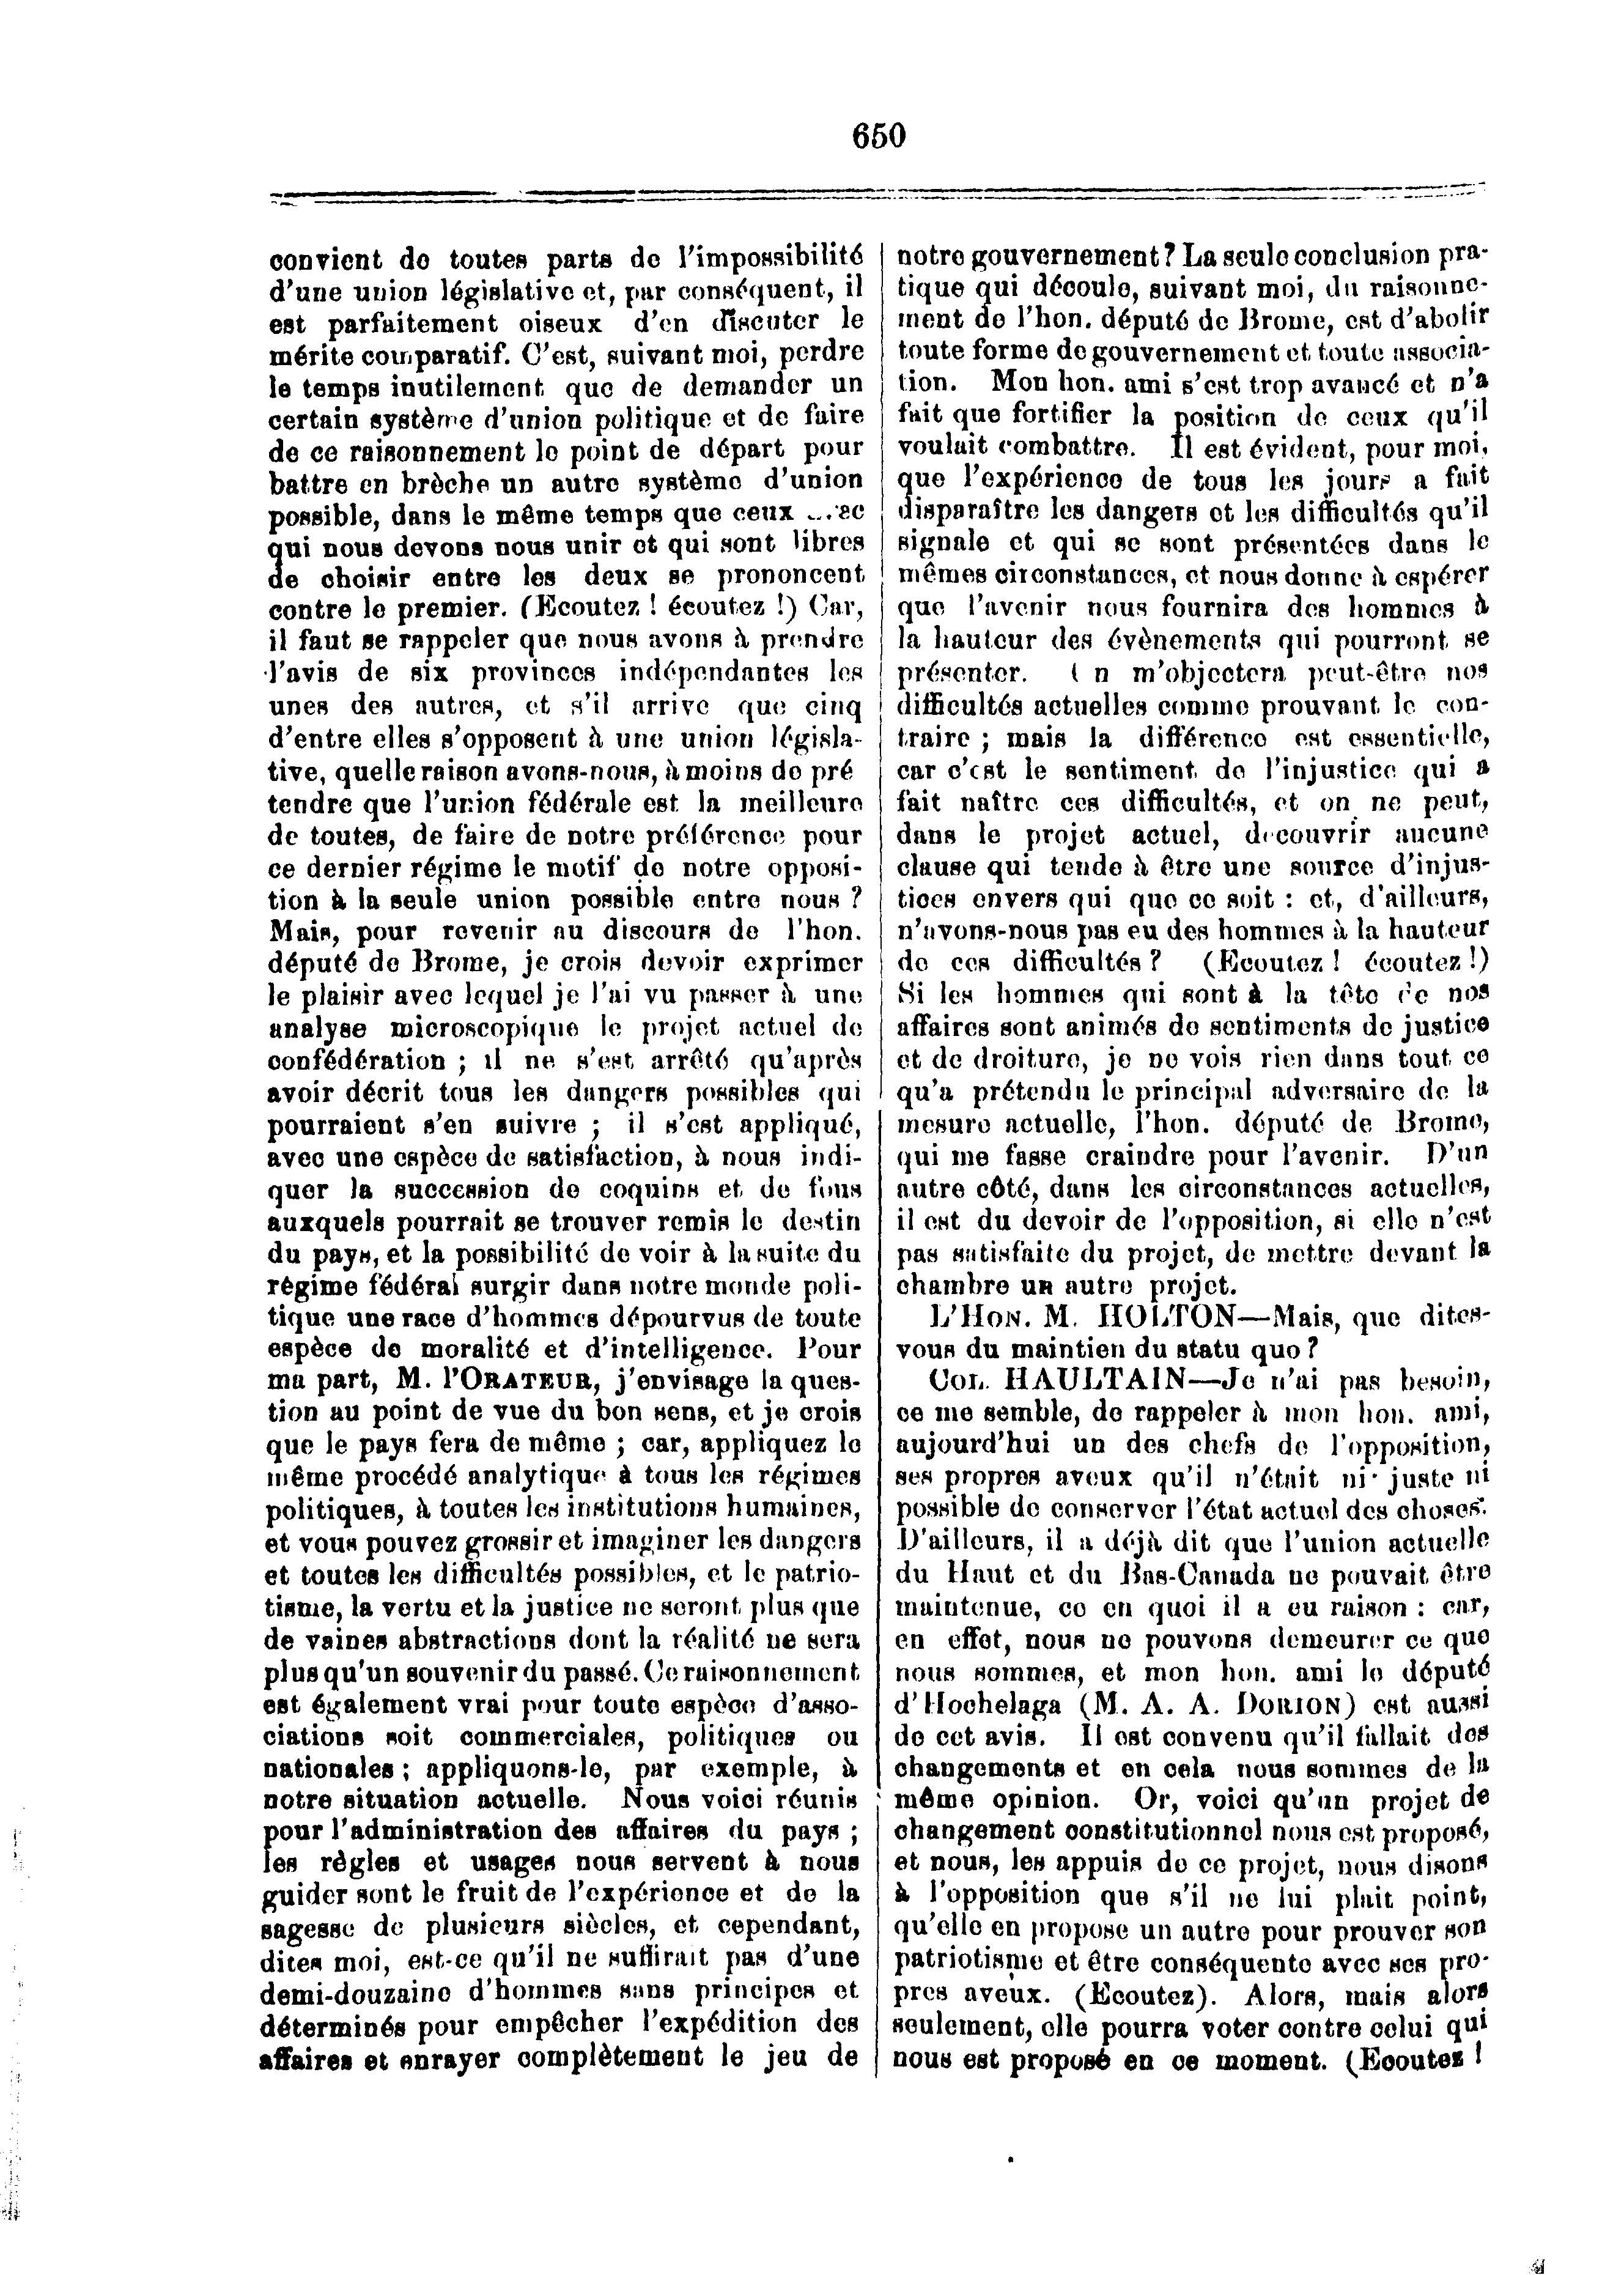 650
convient de toutes parts de l'impossibilité
d'une union législative et, par conséquent, il
est parfaitement oiseux d'en discuter le
mérite comparatif. C'est, suivant moi, perdre
le temps inutilement que de demander un
certain système d'union politique et de faire
de ce raisonnement le point de départ pour
battre en brèche un autre système d'union
possible, dans le même temps que ceux
qui nous devons nous unir et qui sont libres
de choisir entre les deux se prononcent
contre le premier. (Ecoutez ! écoutez !) Car,
il faut se rappeler que nous avons à prendre
l'avis de six provinces indépendantes les
unes des autres, et s'il arrive que cinq
d'entre elles s'opposent à une union législa-
tive, quelle raison avons-nous, à moins de pré
tendre que l'union fédérale est la meilleure
de toutes, de faire de notre préférence pour
ce dernier régime le motif de notre opposi-
tion à la seule union possible entre nous ?
Mais, pour revenir au discours de l'hon.
député de Brome, je crois devoir exprimer
le plaisir avec lequel je l'ai vu passer à une
analyse microscopique le projet actuel de
confédération ; il ne s'est arrêté qu'après
avoir décrit tous les dangers possibles qui
pourraient s'en suivre ; il s'est appliqué,
avec une espèce de satisfaction, à nous indi-
quer la succession de coquins et de fous
auxquels pourrait se trouver remis le destin
du pays, et la possibilité de voir à la suite du
régime fédéral surgir dans notre monde poli-
tique une race d'hommes dépourvus de toute
espèce de moralité et d'intelligence. Pour
ma part, M. l'ORATEUR, j'envisage la ques-
tion au point de vue du bon sens, et je crois
que le pays fera de même ; car, appliquez le
même procédé analytique à tous les régimes
politiques, à toutes les institutions humaines,
et vous pouvez grossir et imaginer les dangers
et toutes les difficultés possibles, et le patrio-
tisme, la vertu et la justice ne seront plus que
de vaines abstractions dont la réalité ne sera
plus qu'un souvenir du passé. Ce raisonnement
est également vrai pour toute espèce d'asso-
ciations soit commerciales, politiques ou
nationales ; appliquons-le, par exemple, à
notre situation actuelle. Nous voici réunis
pour l'administration des affaires du pays ;
les règles et usages nous servent à nous
guider sont le fruit de l'expérience et de la
sagesse de plusieurs siècles, et cependant,
dites moi, est-ce qu'il ne suffirait pas d'une
demi-douzaine d'hommes sans principes et
déterminés pour empêcher l'expédition des
affaires et enrayer complètement le jeu de
notre gouvernement ? La seule conclusion pra-
tique qui découle, suivant moi, du raisonne-
ment de l'hon. député de Brome, est d'abolir
toute forme de gouvernement et toute associa-
tion. Mon hon. ami s'est trop avancé et n'a
fait que fortifier la position de ceux qu'il
voulait combattre. Il est évident, pour moi,
que l'expérience de tous les jours a fait
disparaître les dangers et les difficultés qu'il
signale et qui se sont présentées dans le
mêmes circonstances, et nous donne à espérer
que l'avenir nous fournira des hommes à
la hauteur des évènements qui pourront se
présenter. n m'objectera peut-être nos
difficultés actuelles comme prouvant le con-
traire ; mais la différence est essentielle,
car c'est le sentiment de l'injustice qui a
fait naître ces difficultés, et on ne peut,
dans le projet actuel, découvrir aucune
clause qui tende à être une source d'injus-
tices envers qui que ce soit : et, d'ailleurs,
n'avons-nous pas eu des hommes à la hauteur
de ces difficultés ? (Ecoutez ! écoutez !)
Si les hommes qui sont à la tête de nos
affaires sont animés de sentiments de justice
et de droiture, je ne vois rien dans tout ce
qu'a prétendu le principal adversaire de la
mesure actuelle, l'hon. député de Brome,
qui me fasse craindre pour l'avenir. D'un
autre côté, dans les circonstances actuelles,
il est du devoir de l'opposition, si elle n'est
pas satisfaite du projet, de mettre devant la
chambre un autre projet.
L'HON. M. HOLTON—Mais, que dites-
vous du maintien du statu quo ?
COL. HAULTAIN—Je n'ai pas besoin,
ce me semble, de rappeler à mon hon. ami,
aujourd'hui un des chefs de l'opposition,
ses propres aveux qu'il n'était ni juste ni
possible de conserver l'état actuel des choses.
D'ailleurs, il a déjà dit que l'union actuelle
du Haut et du Bas-Canada ne pouvait être
maintenue, ce en quoi il a eu raison : car,
en effet, nous ne pouvons demeurer ce que
nous sommes, et mon hon. ami le député
d'Hochelaga (M. A. A. DORION) est aussi
de cet avis. Il est convenu qu'il fallait des
changements et en cela nous sommes de la
même opinion. Or, voici qu'un projet de
changement constitutionnel nous est proposé,
et nous, les appuis de ce projet, nous disons
à l'opposition que s'il ne lui plait point,
qu'elle en propose un autre pour prouver son
patriotisme et être conséquente avec ses pro-
pres aveux. (Ecoutez). Alors, mais alors
seulement, elle pourra voter contre celui qui
nous est proposé en ce moment. (Ecoutez !